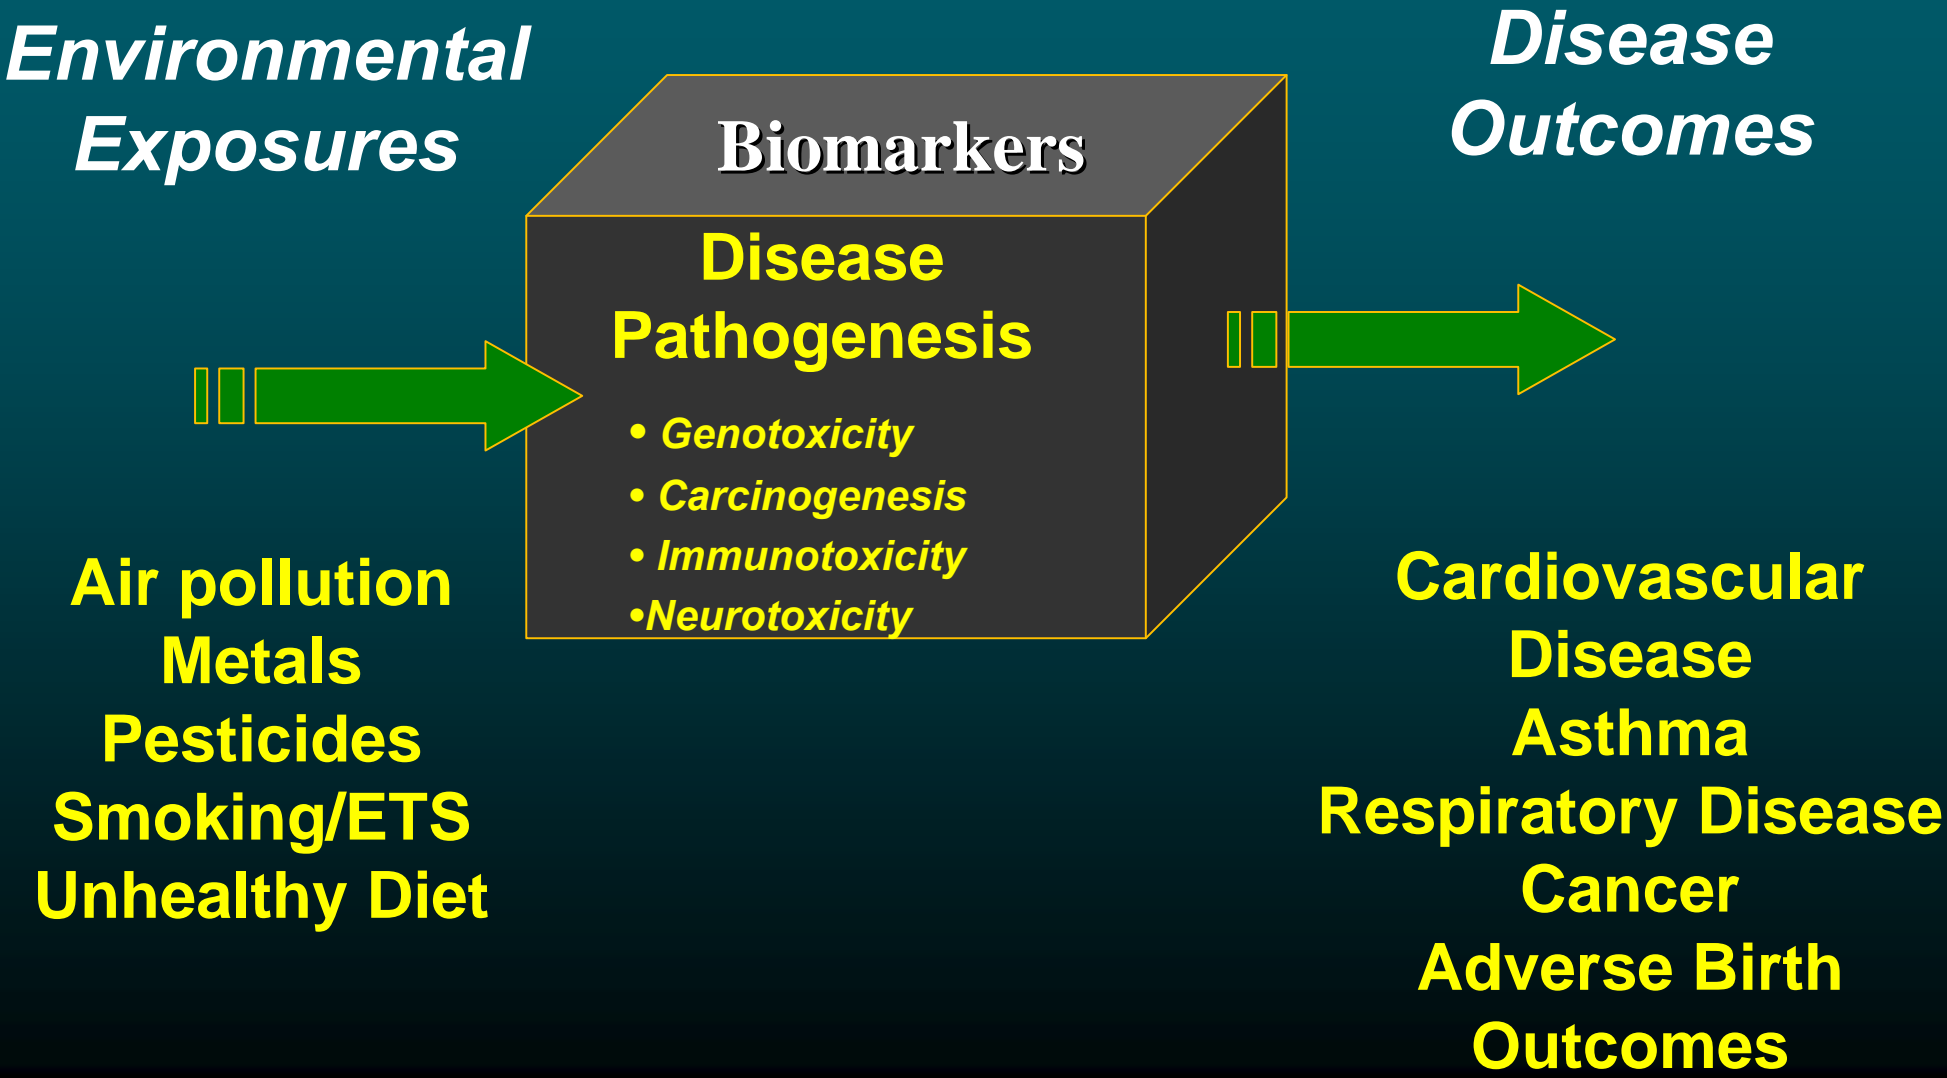 Environmental
Exposures
Air pollution
Metals
Pesticides
Smoking/ETS
Unhealthy Diet
Biomarkers
Disease
Pathogenesis
• Genotoxicity
• Carcinogenesis
• Immunotoxicity
•Neurotoxicity
Disease
Outcomes
Cardiovascular
Disease
Asthma
Respiratory Disease
Cancer
Adverse Birth
Outcomes